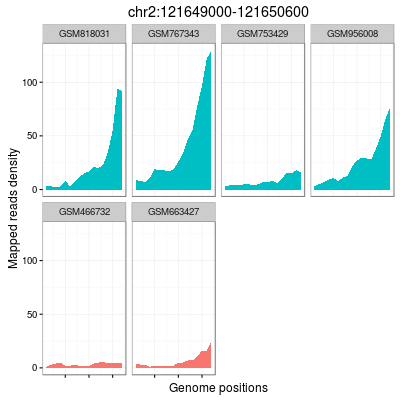 chr2:121649000-121650600
GSM818031 GSM767343 GSM753429 GSM956008
100
50
0
GSM466732 GSM663427
100
50
0
Mapped reads density
Genome positions